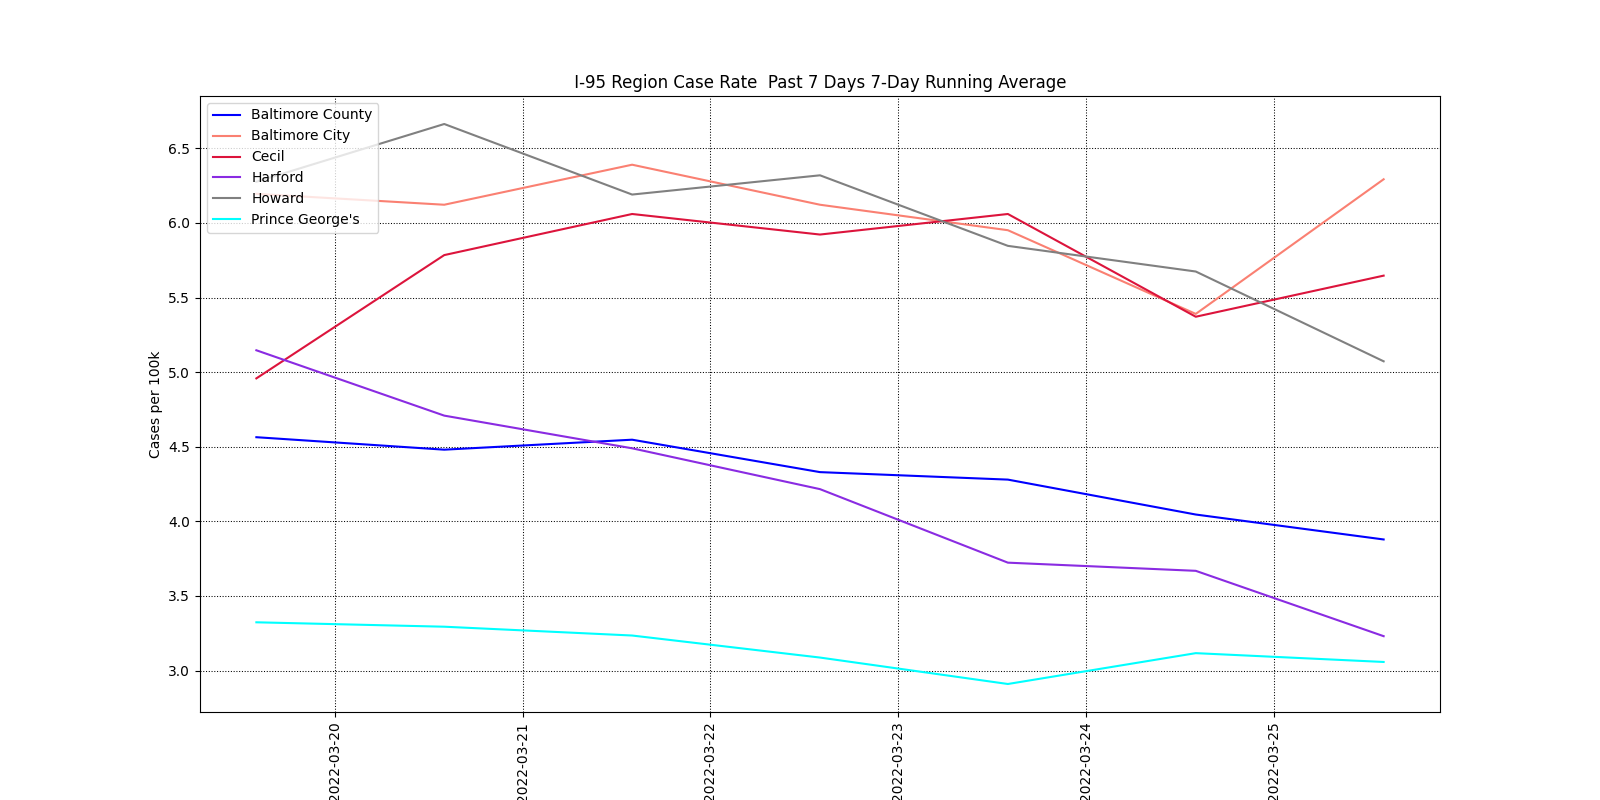 I-95 Region Case Rate  Past 7 Days 7-Day Running Average
Baltimore County
Baltimore City
Cecil
Harford
Howard
Prince George's
Cases per 100k
6.5
6.0
5.5
5.0
4.5
4.0
3.5
3.0
2022-03-20
2022-03-21
2022-03-22
2022-03-23
2022-03-24
2022-03-25